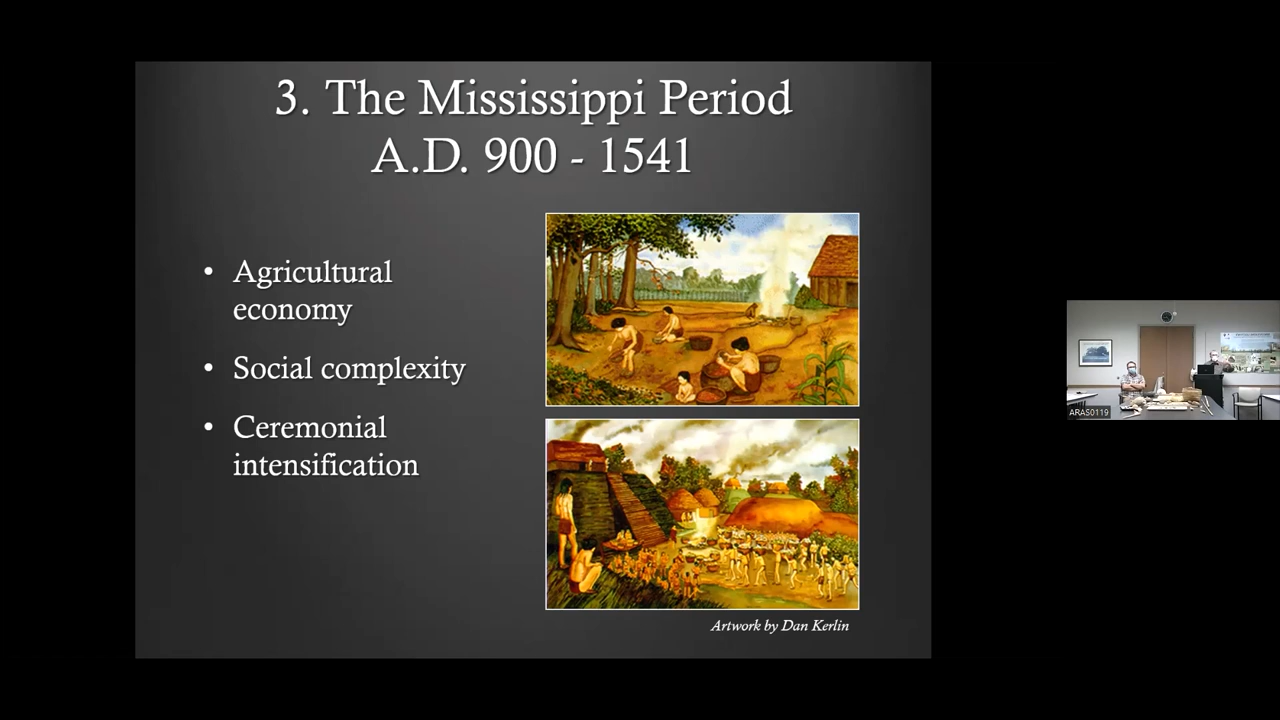 3. The Mississippi Period
A.D. 900 - 1541
• Agricultural
economy
• Social complexity
• Ceremonial
intensification
Artwork by Dan Kerlin
ARAS0119